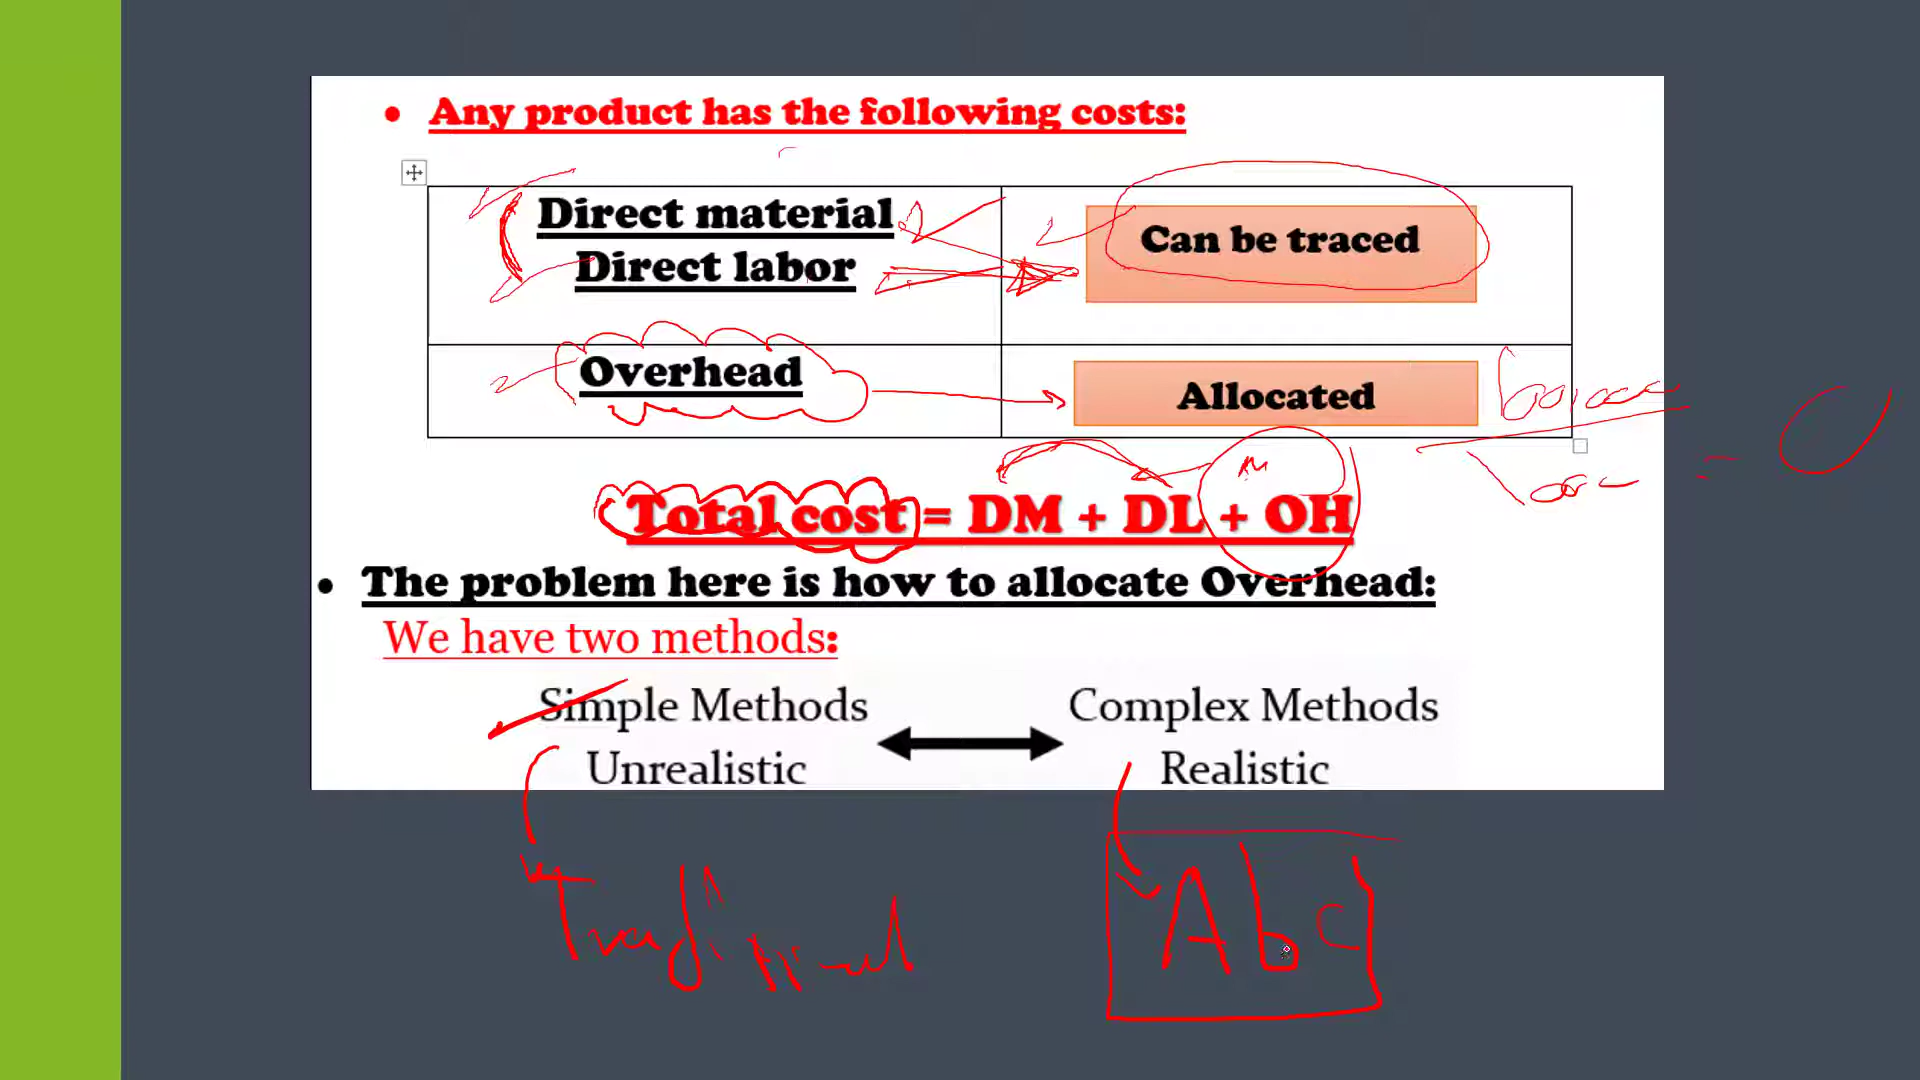 • Any product has the following costs:
Direct material
Direct labor
Can be traced
Overhead
Allocated
Total cost = DM + DL + OH
• The problem here is how to allocate Overhead:
We have two methods:
Simple Methods
Unrealistic
Complex Methods
Realistic
Traditional
Abc